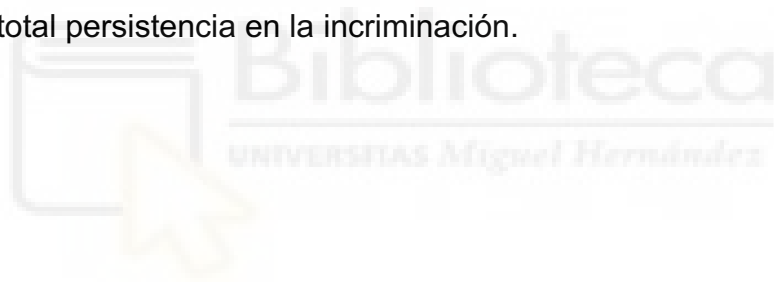 total persistencia en la incriminación.
Biblioteca
UNIVERSITAS Miguel Hernández